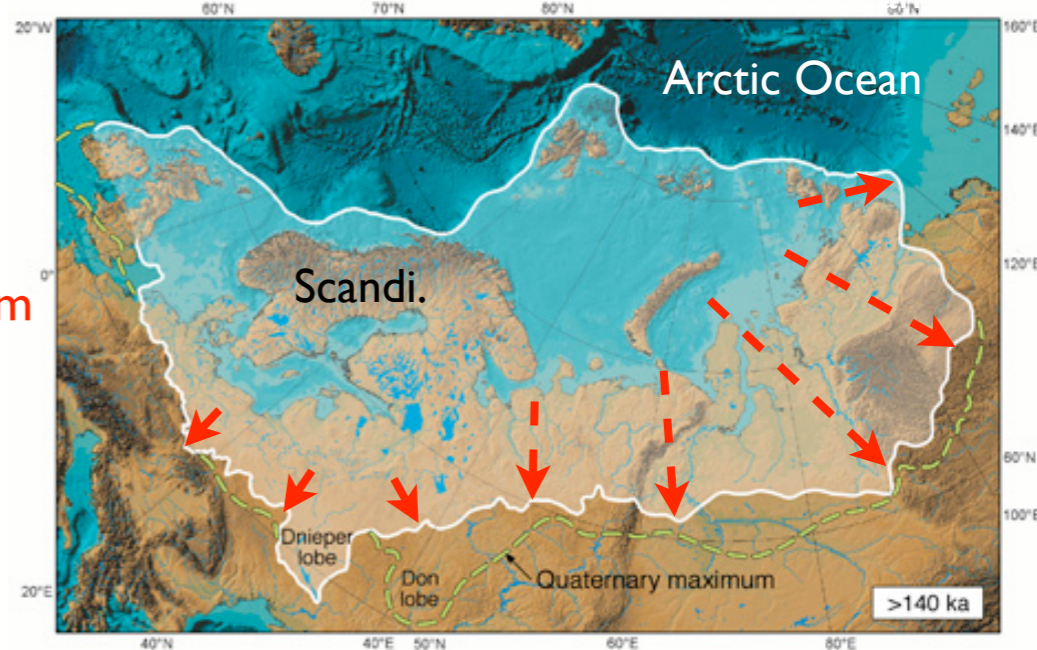 60°N 70°N 80°N
20°W 160°E
Arctic Ocean
140°E
0° Scandi. 120°E
m
60°N
100°E
Dnieper
lobe
Don
lobe
Quaternary maximum
20°E >140 ka
40°N 40°E 50°N 60°E 80°E